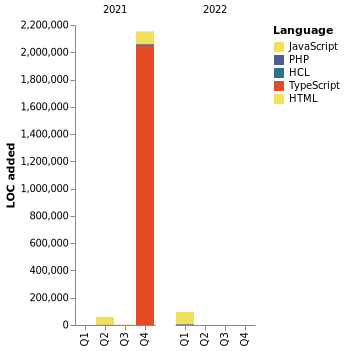 2021
2022
Language
JavaScript
PHP
HCL
TypeScript
HTML
LOC added
2,200,000
2,000,000
1,800,000
1,600,000
1,400,000
1,200,000
1,000,000
800,000
600,000
400,000
200,000
0
Q1
Q2
Q3
Q4
Q1
Q2
Q3
Q4